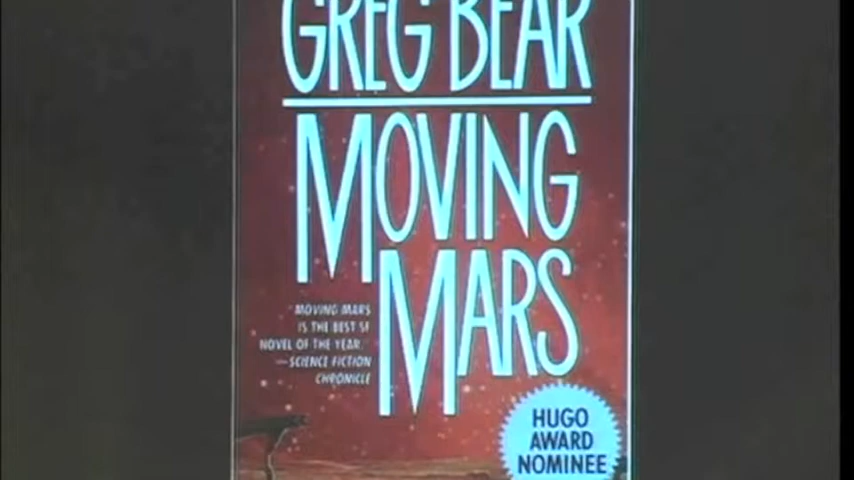 GREG BEAR
MOVING
MARS
MOVING MARS
IS THE BEST SF
NOVEL OF THE YEAR.
—SCIENCE FICTION
CHRONICLE
HUGO
AWARD
NOMINEE